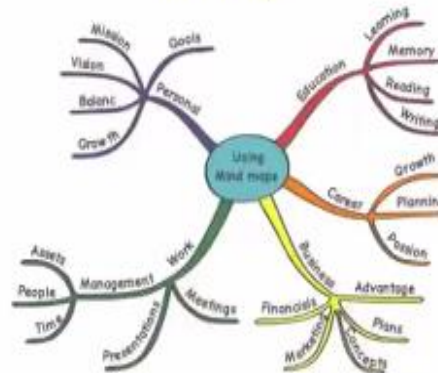 Using
Mind maps
Personal
Mission
Vision
Balanc
Growth
Goals
Education
Learning
Memory
Reading
Writing
Career
Growth
Plannin
Passion
Business
Advantage
Plans
Concepts
Marketing
Financials
Work
Meetings
Presentations
Management
Assets
People
Time